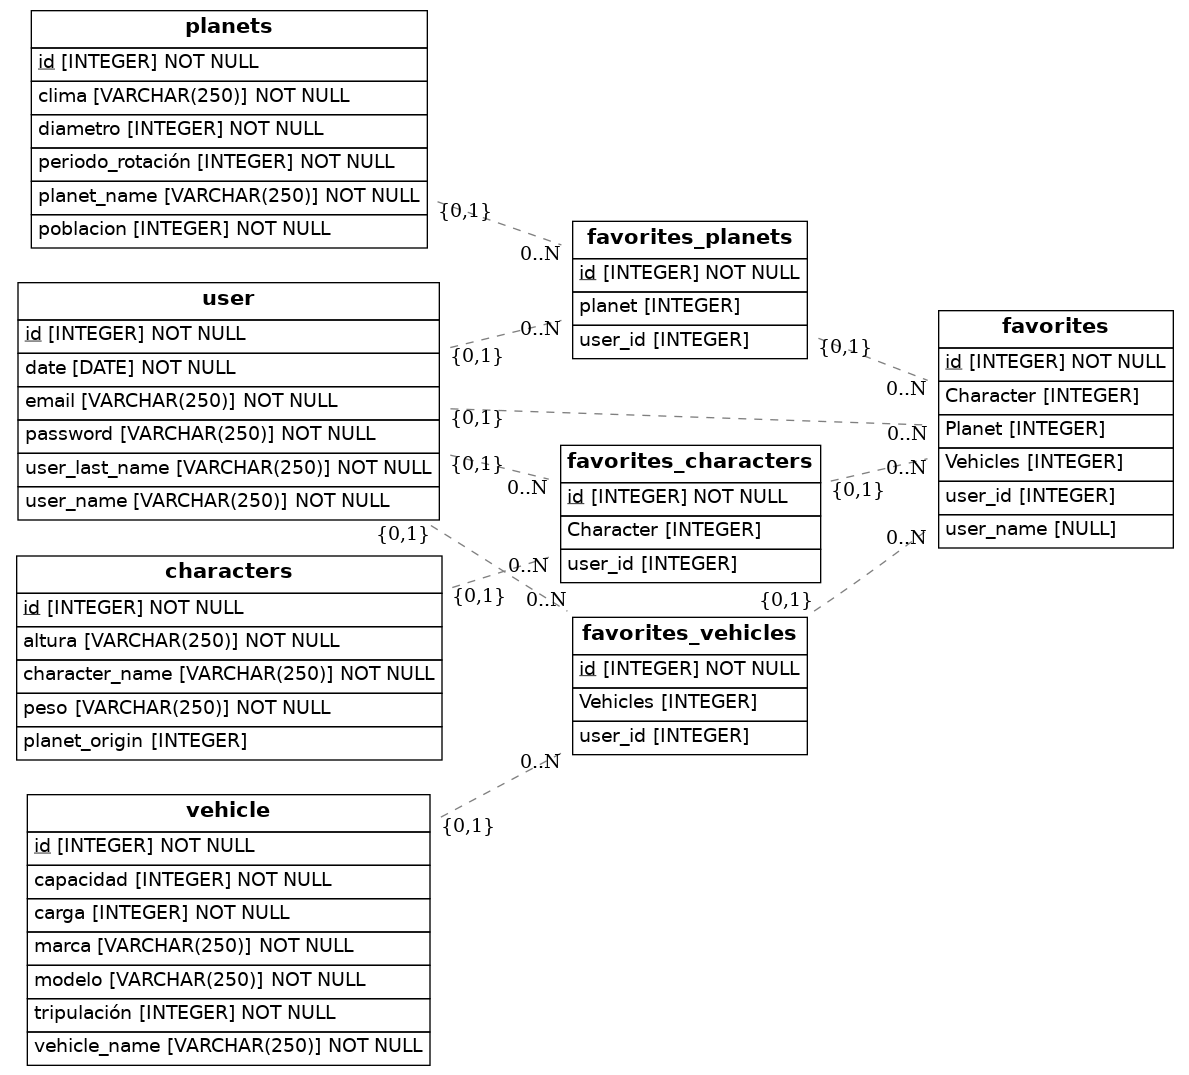 planets
id [INTEGER] NOT NULL
clima [VARCHAR(250)] NOT NULL
diametro [INTEGER] NOT NULL
periodo_rotación [INTEGER] NOT NULL
planet_name [VARCHAR(250)] NOT NULL
poblacion [INTEGER] NOT NULL
{0,1}
0..N
favorites_planets
id [INTEGER] NOT NULL
planet [INTEGER]
user_id [INTEGER]
0..N
{0,1}
{0,1}
0..N
user
id [INTEGER] NOT NULL
date [DATE] NOT NULL
email [VARCHAR(250)] NOT NULL
password [VARCHAR(250)] NOT NULL
user_last_name [VARCHAR(250)] NOT NULL
user_name [VARCHAR(250)] NOT NULL
{0,1}
0..N
{0,1}
0..N
{0,1}
0..N
favorites
id [INTEGER] NOT NULL
Character [INTEGER]
Planet [INTEGER]
Vehicles [INTEGER]
user_id [INTEGER]
user_name [NULL]
favorites_characters
id [INTEGER] NOT NULL
Character [INTEGER]
user_id [INTEGER]
{0,1}
0..N
0..N
{0,1}
characters
id [INTEGER] NOT NULL
altura [VARCHAR(250)] NOT NULL
character_name [VARCHAR(250)] NOT NULL
peso [VARCHAR(250)] NOT NULL
planet_origin [INTEGER]
0..N
{0,1}
favorites_vehicles
id [INTEGER] NOT NULL
Vehicles [INTEGER]
user_id [INTEGER]
0..N
{0,1}
vehicle
id [INTEGER] NOT NULL
capacidad [INTEGER] NOT NULL
carga [INTEGER] NOT NULL
marca [VARCHAR(250)] NOT NULL
modelo [VARCHAR(250)] NOT NULL
tripulación [INTEGER] NOT NULL
vehicle_name [VARCHAR(250)] NOT NULL